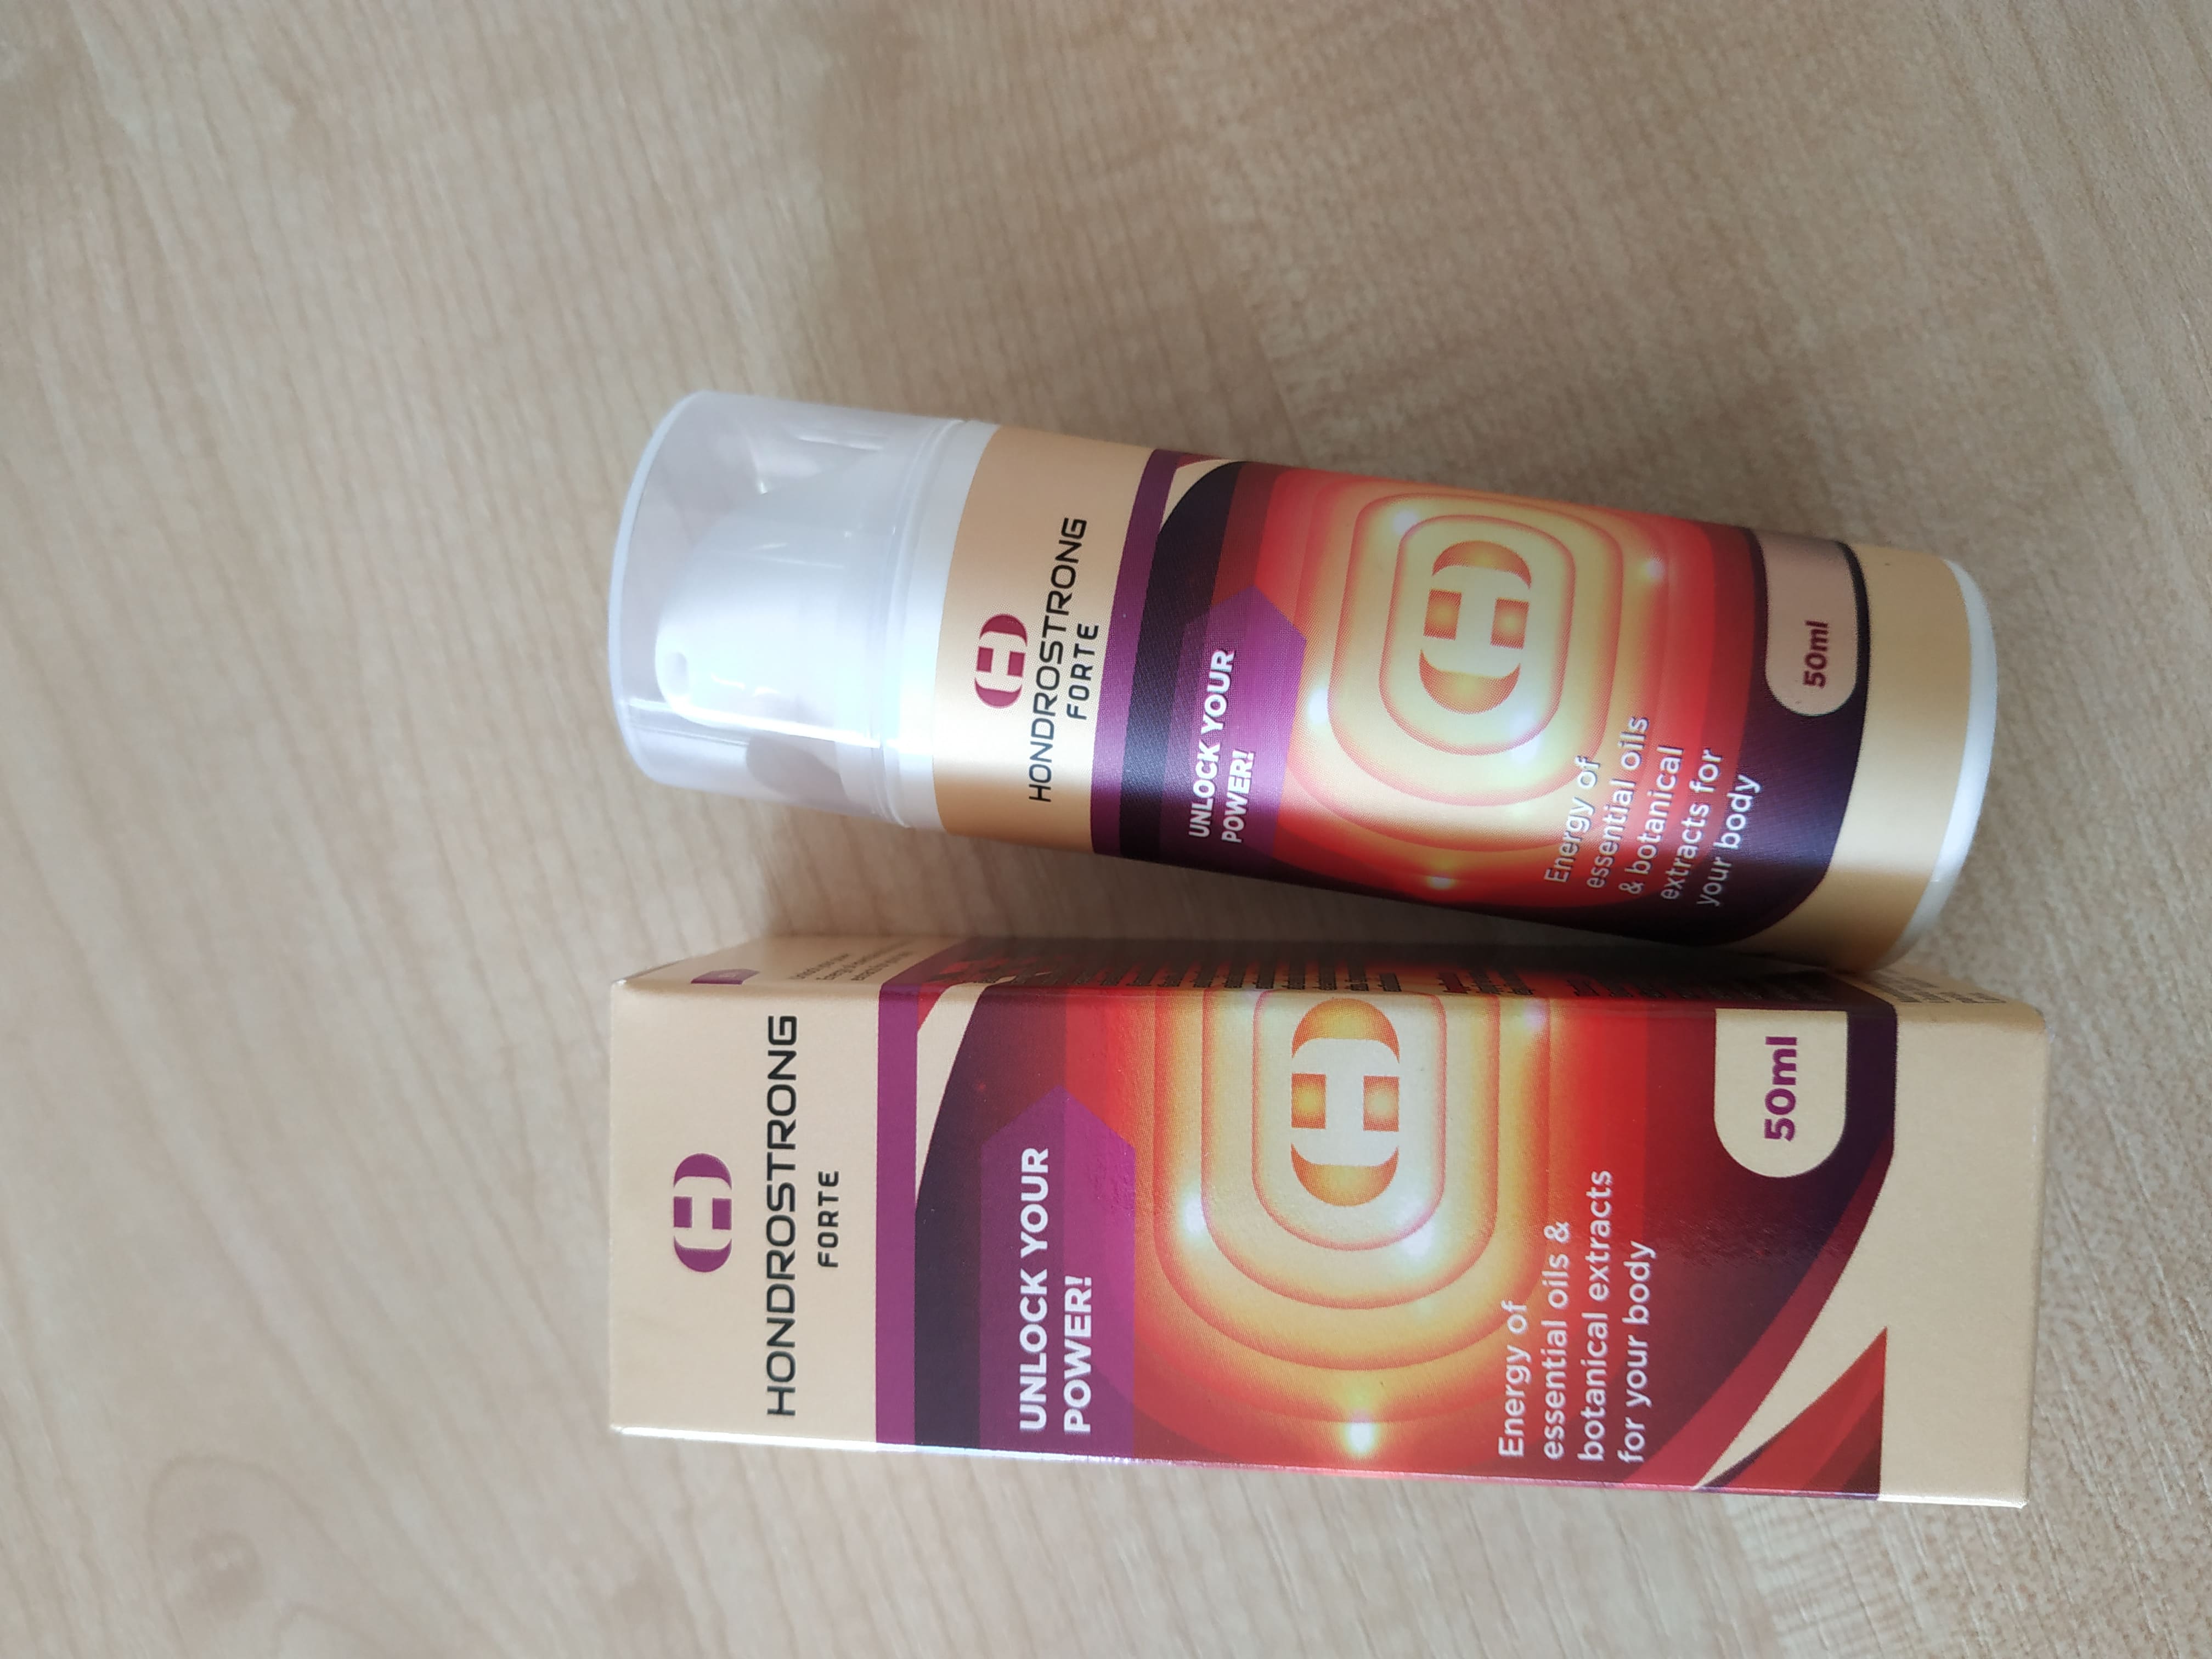 HONDROSTRONG
FORTE
UNLOCK YOUR
POWER!
Energy of
essential oils &
botanical extracts
for your body
50ml
HONDROSTRONG
FORTE
UNLOCK YOUR
POWER!
Energy of
essential oils
& botanical
extracts for
your body
50ml